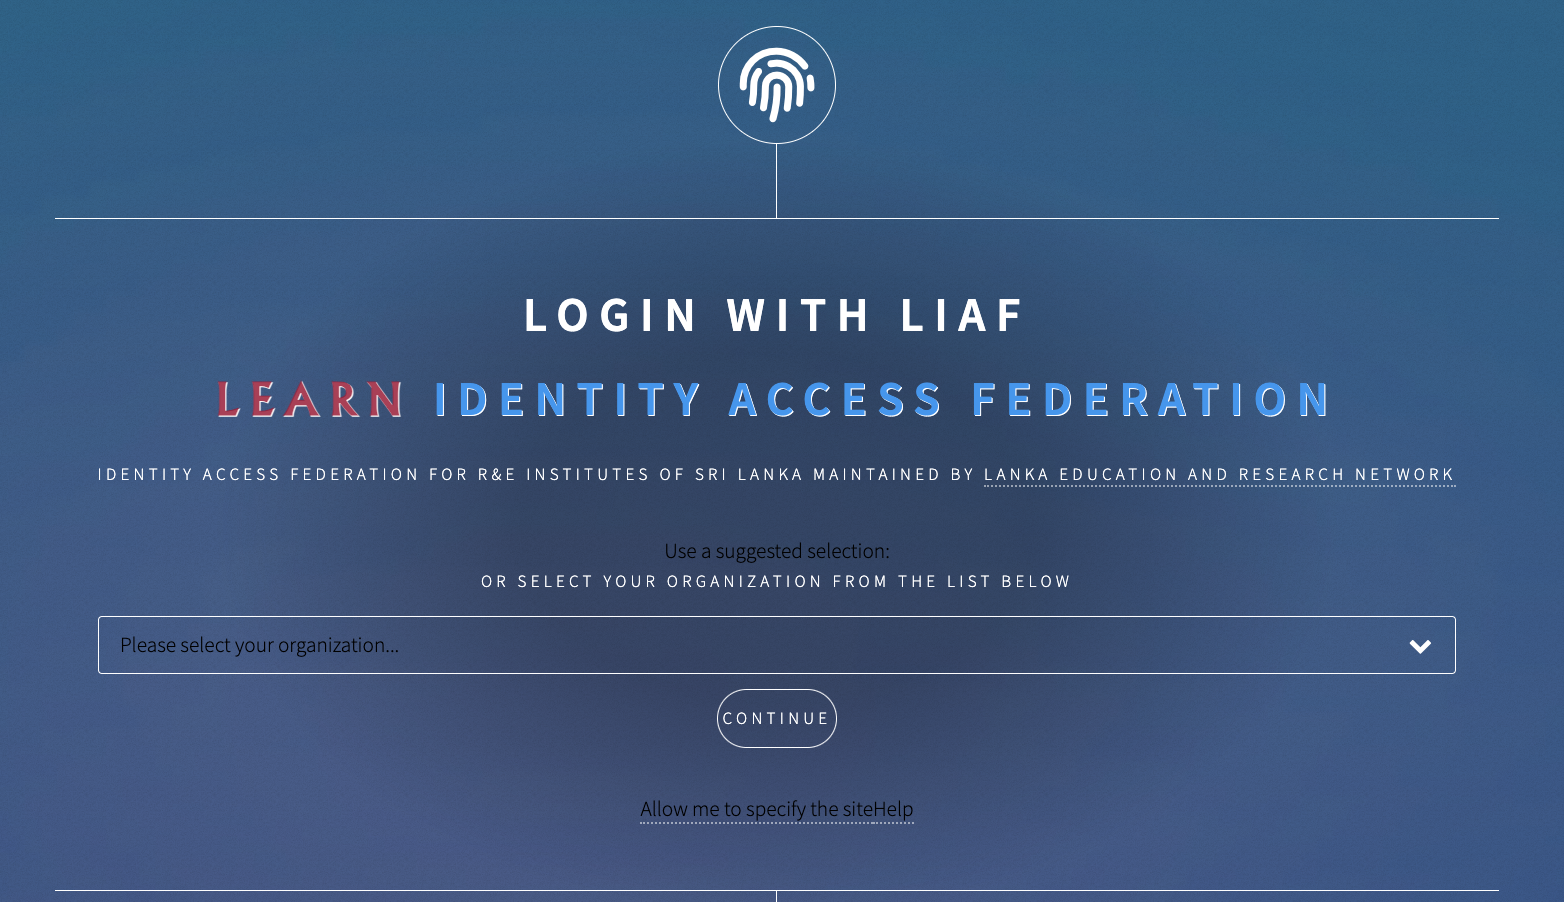 LOGIN WITH LIAF
LEARN IDENTITY ACCESS FEDERATION
IDENTITY ACCESS FEDERATION FOR R&E INSTITUTES OF SRI LANKA MAINTAINED BY LANKA EDUCATION AND RESEARCH NETWORK
Use a suggested selection:
OR SELECT YOUR ORGANIZATION FROM THE LIST BELOW
Please select your organization...
CONTINUE
Allow me to specify the siteHelp